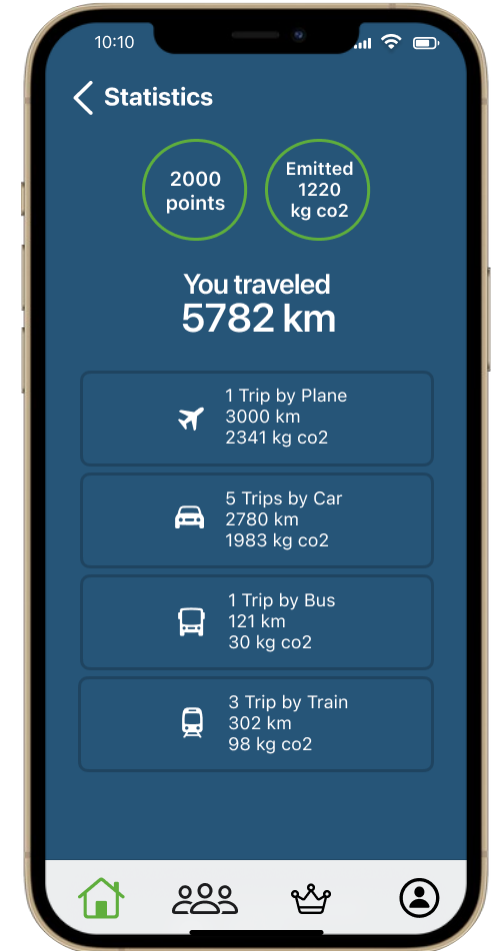 10:10
Statistics
2000
points
Emitted
1220
kg co2
You traveled
5782 km
1 Trip by Plane
3000 km
2341 kg co2
5 Trips by Car
2780 km
1983 kg co2
1 Trip by Bus
121 km
30 kg co2
3 Trip by Train
302 km
98 kg co2